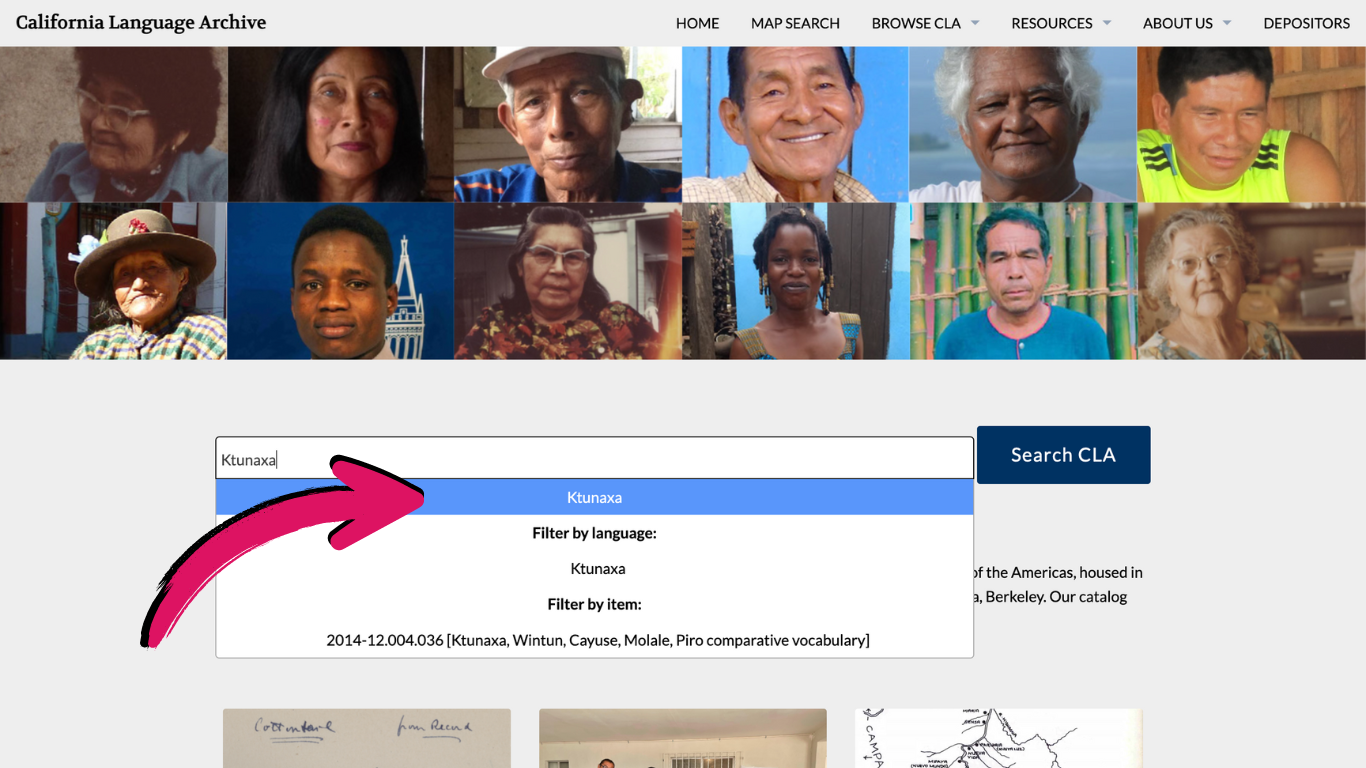 California Language Archive
HOME
MAP SEARCH
BROWSE CLA
RESOURCES
ABOUT US
DEPOSITORS
Ktunaxa
Search CLA
Ktunaxa
Filter by language:
Ktunaxa
of the Americas, housed in
Filter by item:
a, Berkeley. Our catalog
2014-12.004.036 [Ktunaxa, Wintun, Cayuse, Molale, Piro comparative vocabulary]
from Record